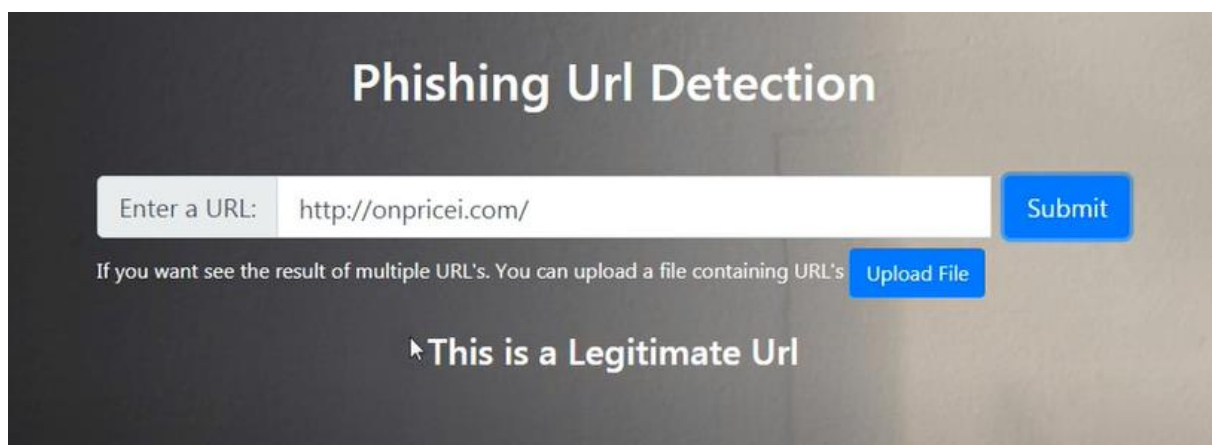 Phishing Url Detection
Enter a URL: http://onpricei.com/ Submit
If you want see the result of multiple URL's. You can upload a file containing URL's Upload File
This is a Legitimate Url